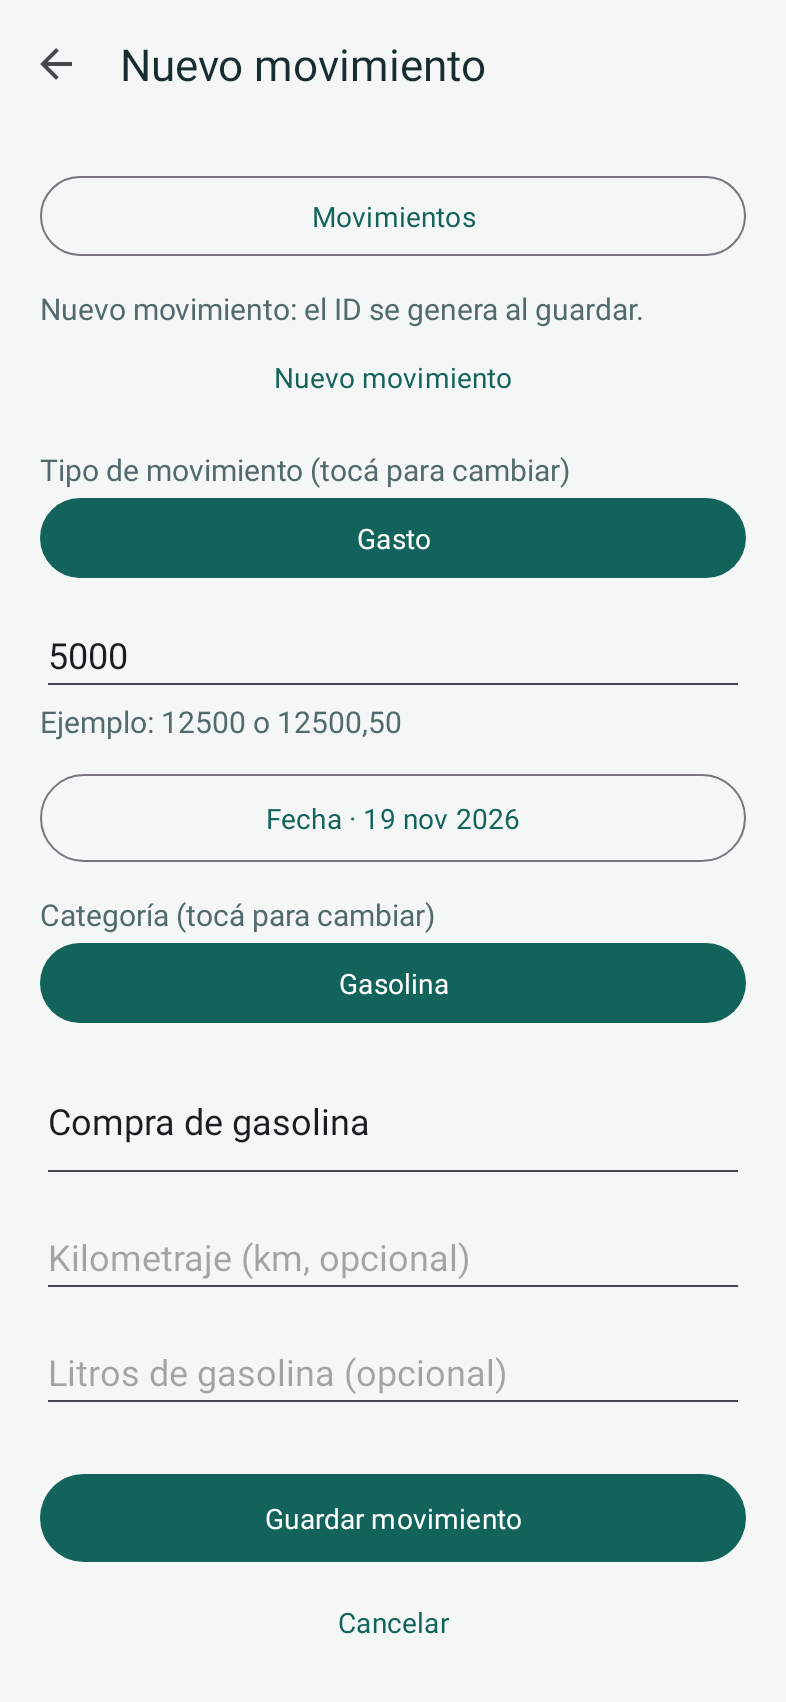 Nuevo movimiento
Movimientos
Nuevo movimiento: el ID se genera al guardar.
Nuevo movimiento
Tipo de movimiento (tocá para cambiar)
Gasto
5000
Ejemplo: 12500 o 12500,50
Fecha · 19 nov 2026
Categoría (tocá para cambiar)
Gasolina
Compra de gasolina
Kilometraje (km, opcional)
Litros de gasolina (opcional)
Guardar movimiento
Cancelar